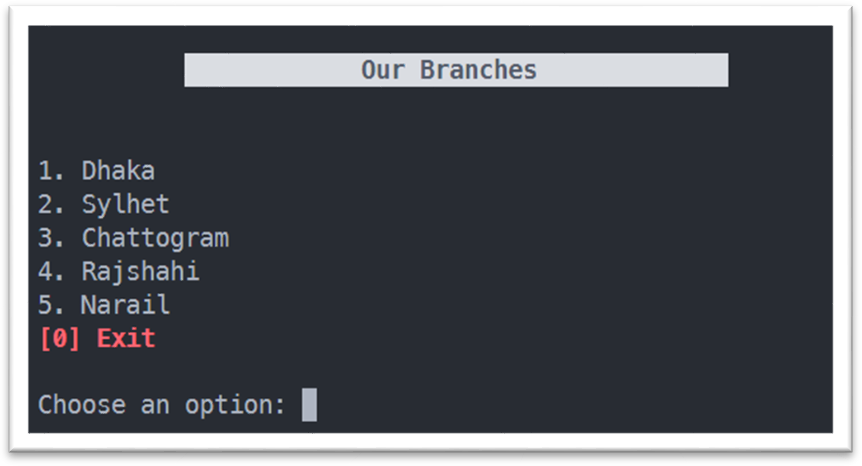 Our Branches
1. Dhaka
2. Sylhet
3. Chattogram
4. Rajshahi
5. Narail
[0] Exit
Choose an option: